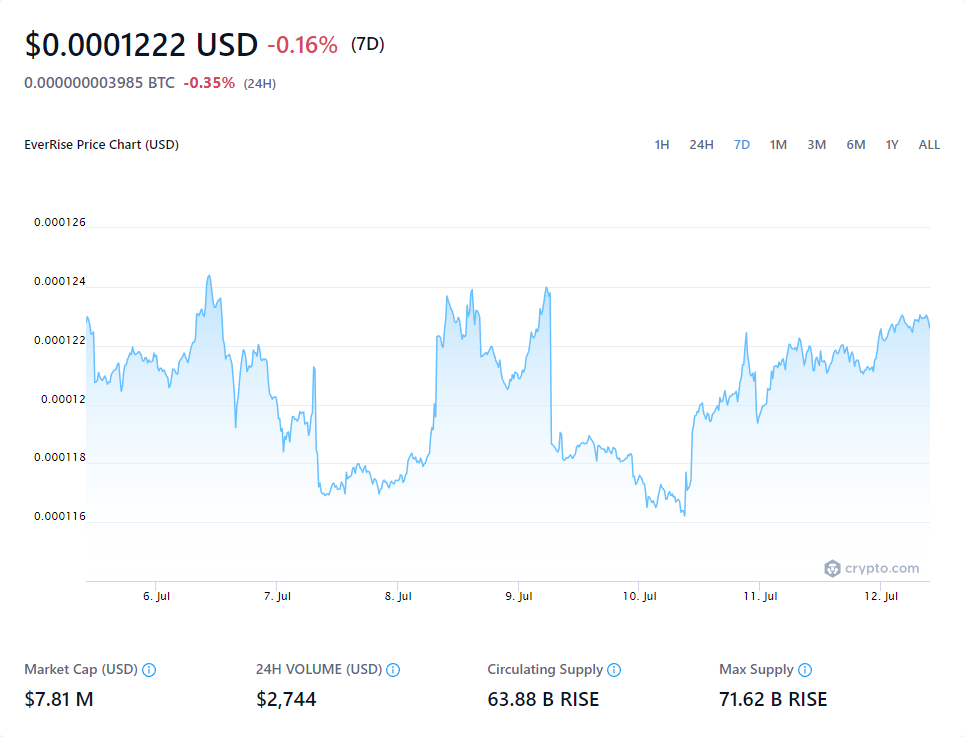 $0.0001222 USD -0.16% (7D)
0.000000003985 BTC -0.35% (24H)
EverRise Price Chart (USD) 1H 24H 7D 1M 3M 6M 1Y ALL
0.000126
0.000124
0.000122
0.00012
0.000118
0.000116
crypto.com
6. Jul 7. Jul 8. Jul 9. Jul 10. Jul 11. Jul 12. Jul
Market Cap (USD) 24H VOLUME (USD) Circulating Supply Max Supply
$7.81 M $2,744 63.88 B RISE 71.62 B RISE